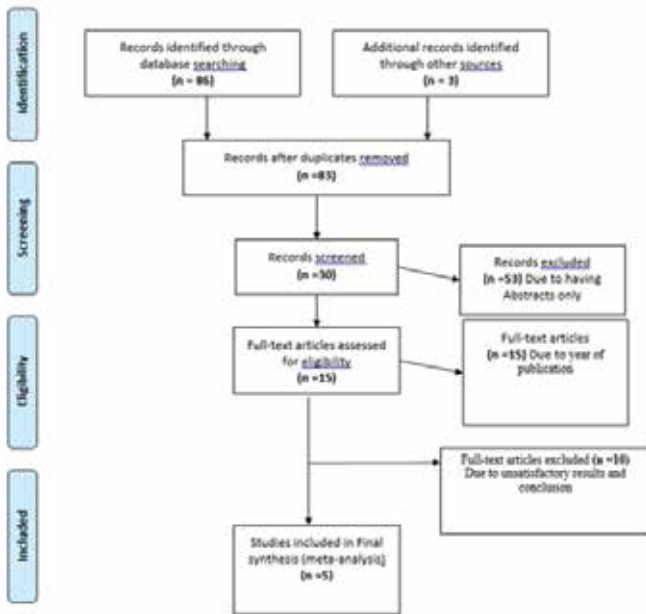 Identification
Records identified through
database searching
(n = 86)
Additional records identified
through other sources
(n = 3)
Records after duplicates removed
(n =83)
Screening
Records screened
(n =30)
Records excluded
(n =53) Due to having
Abstracts only
Eligibility
Full-text articles assessed
for eligibility
(n =15)
Full-text articles
(n =15) Due to year of
publication
Full-text articles excluded (n =10)
Due to unsatisfactory results and
conclusion
Included
Studies included in Final
synthesis (meta-analysis)
(n =5)